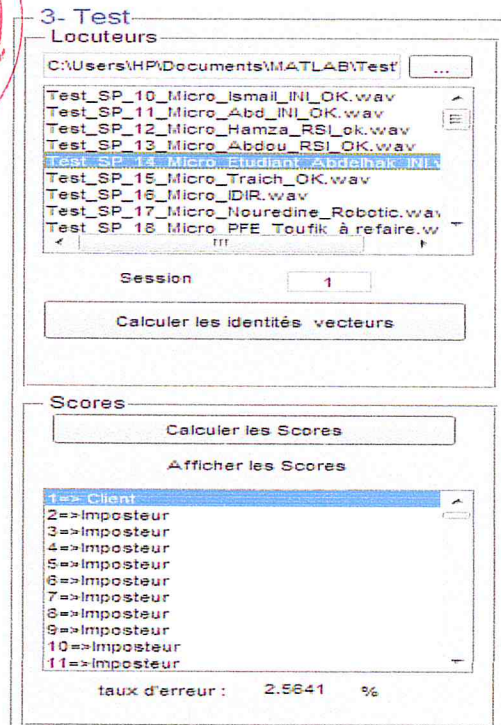 3- Test
Locuteurs
C:\Users\HP\Documents\MATLAB\Test\
...
Test_SP_10_Micro_Ismail_INI_OK.wav
Test_SP_11_Micro_Abd_INI_OK.wav
Test_SP_12_Micro_Hamza_RSI_ok.wav
Test_SP_13_Micro_Abdou_RSI_OK.wav
Test_SP_14_Micro_Etudiant_Abdelhak_INI
Test_SP_15_Micro_Traich_OK.wav
Test_SP_16_Micro_IDIR.wav
Test_SP_17_Micro_Nouredine_Robotic.wav
Test_SP_18_Micro_PFE_Toufik_à refaire.w
Session 1
Calculer les identités vecteurs
Scores
Calculer les Scores
Afficher les Scores
1=> Client
2=>Imposteur
3=>Imposteur
4=>Imposteur
5=>Imposteur
6=>Imposteur
7=>Imposteur
8=>Imposteur
9=>Imposteur
10=>Imposteur
11=>Imposteur
taux d'erreur : 2.5641 %